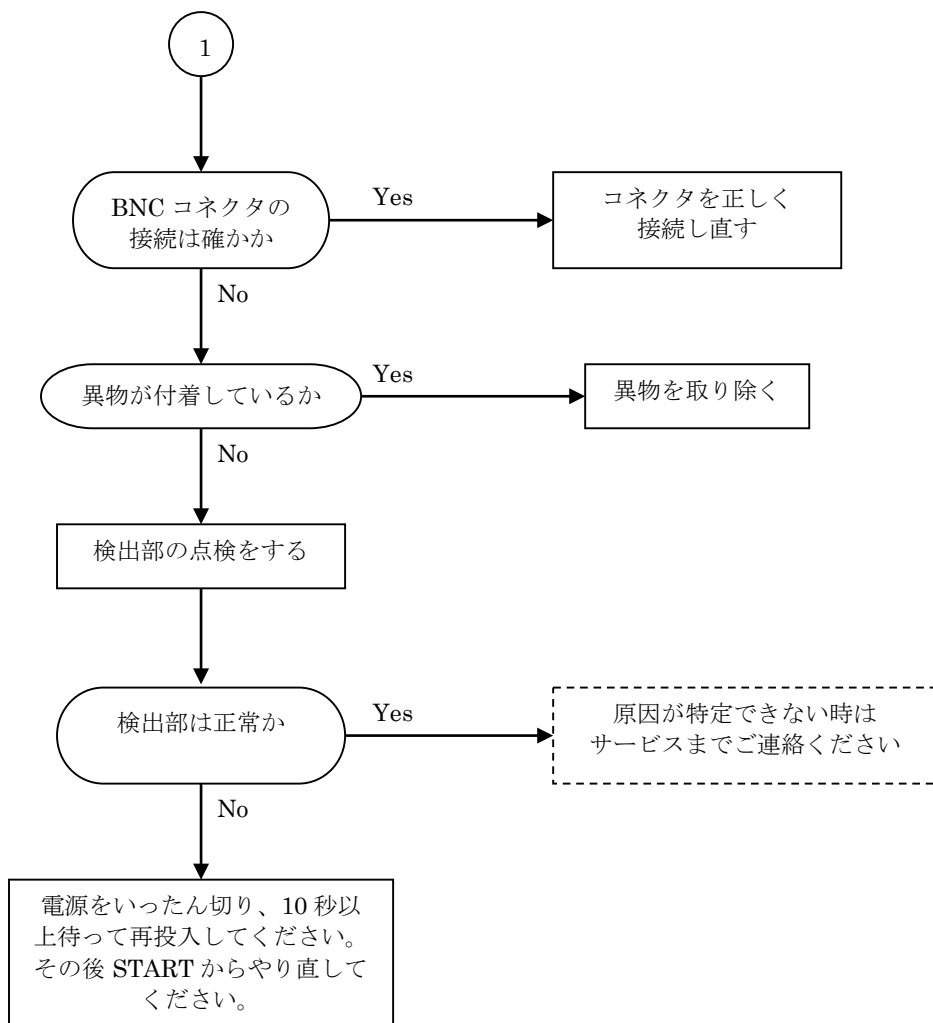 1
BNC コネクタの
接続は確かか
Yes
コネクタを正しく
接続し直す
No
異物が付着しているか
Yes
異物を取り除く
No
検出部の点検をする
検出部は正常か
Yes
原因が特定できない時は
サービスまでご連絡ください
No
電源をいったん切り、10 秒以
上待って再投入してください。
その後 START からやり直して
ください。